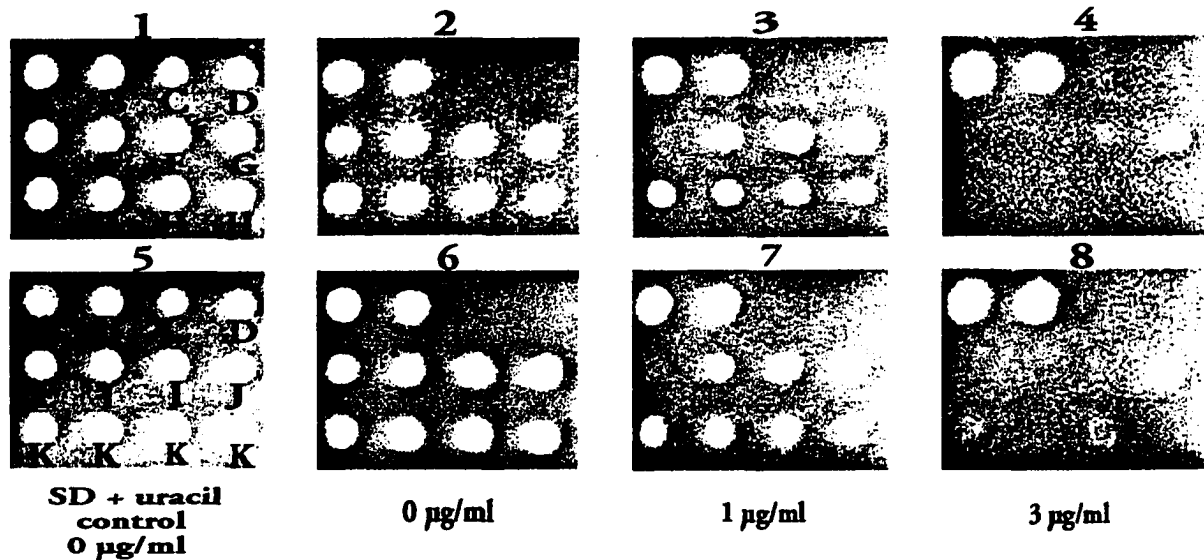 1 2 3 4
C D
G
H
5 6 7 8
D
I J
K K K K
SD + uracil
control
0 µg/ml
0 µg/ml
1 µg/ml
3 µg/ml